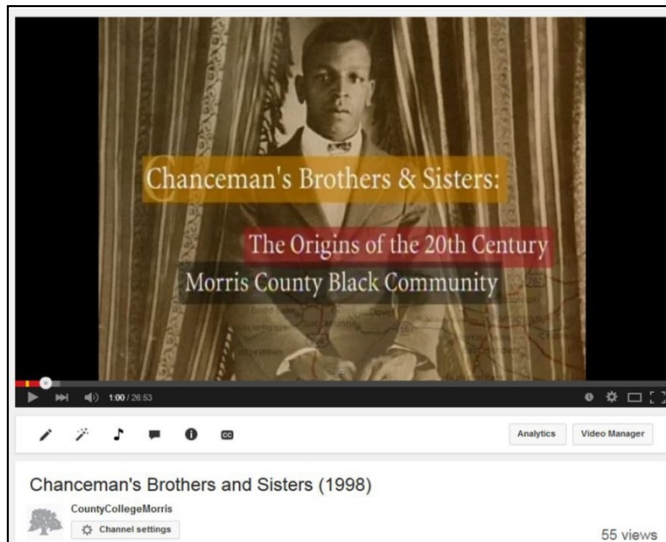 Chanceman's Brothers & Sisters:
The Origins of the 20th Century
Morris County Black Community
1:00 / 26:53
CC
Analytics
Video Manager
Chanceman's Brothers and Sisters (1998)
CountyCollegeMorris
Channel settings
55 views